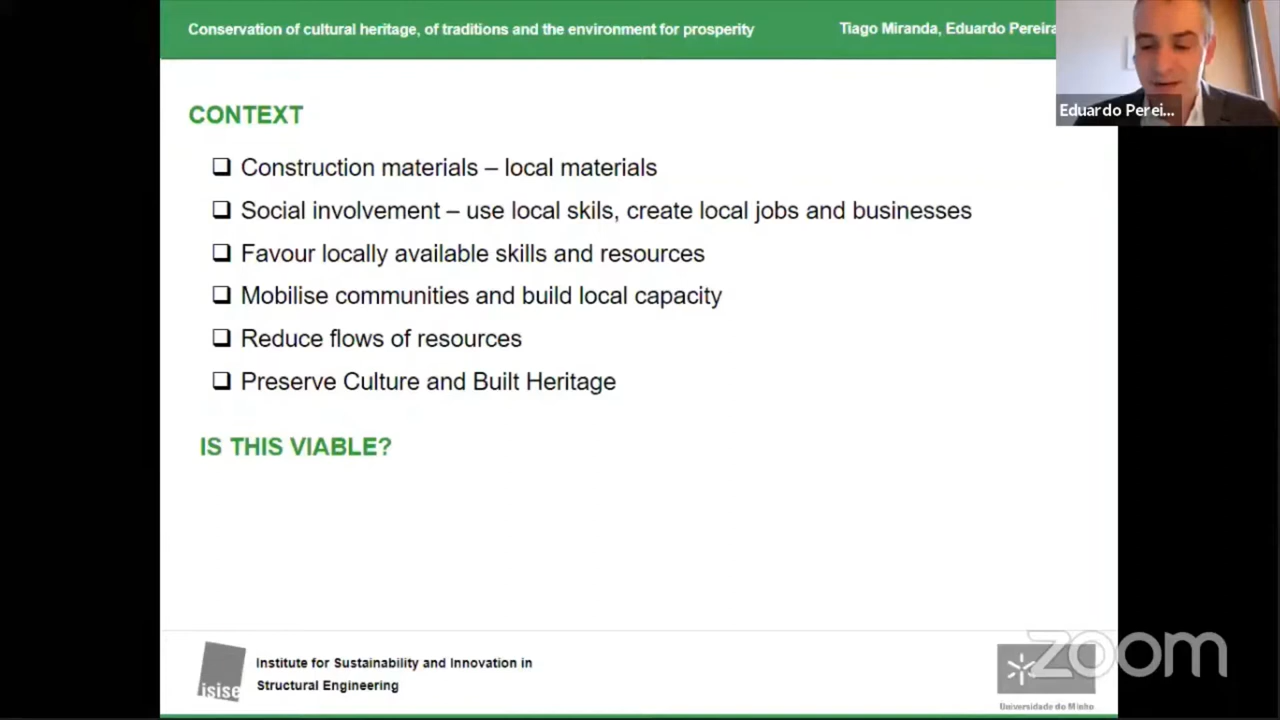 Conservation of cultural heritage, of traditions and the environment for prosperity
Tiago Miranda, Eduardo Pereira
Eduardo Perei...
CONTEXT
❑ Construction materials – local materials
❑ Social involvement – use local skils, create local jobs and businesses
❑ Favour locally available skills and resources
❑ Mobilise communities and build local capacity
❑ Reduce flows of resources
❑ Preserve Culture and Built Heritage
IS THIS VIABLE?
isise
Institute for Sustainability and Innovation in
Structural Engineering
zoom
Universidade do Minho